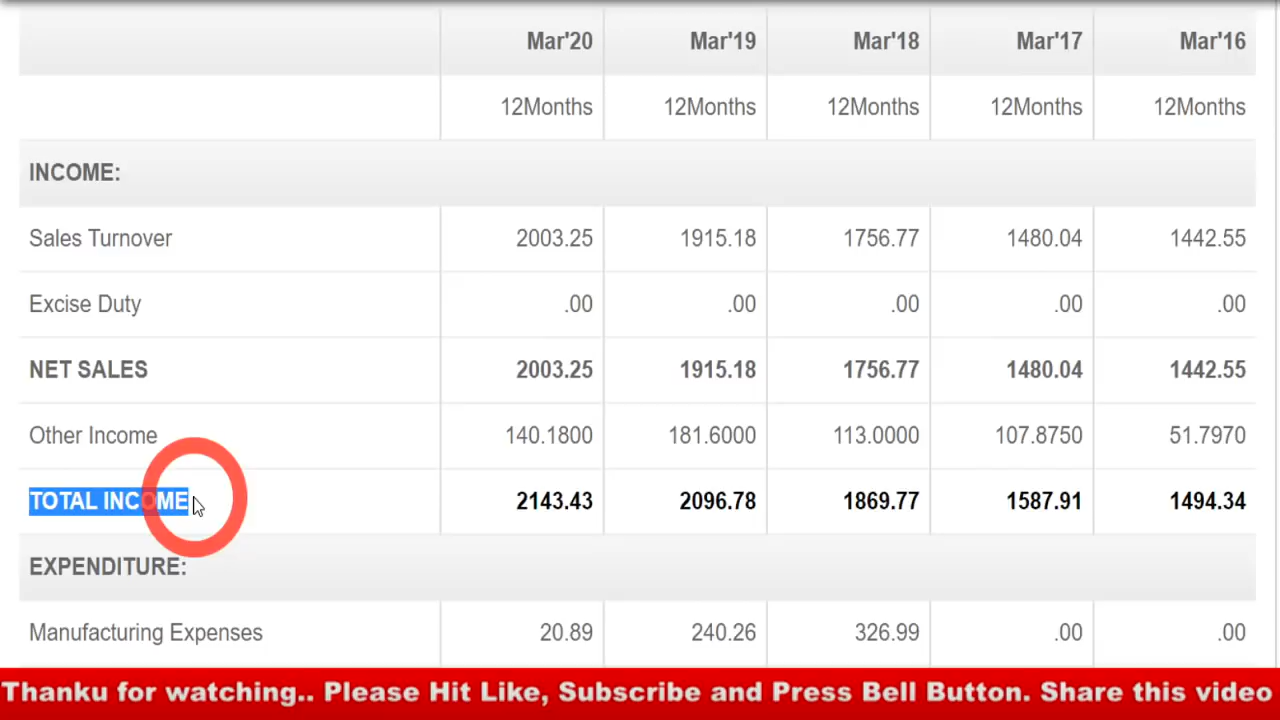 Mar'20 Mar'19 Mar'18 Mar'17 Mar'16
12Months 12Months 12Months 12Months 12Months
INCOME:
Sales Turnover 2003.25 1915.18 1756.77 1480.04 1442.55
Excise Duty .00 .00 .00 .00 .00
NET SALES 2003.25 1915.18 1756.77 1480.04 1442.55
Other Income 140.1800 181.6000 113.0000 107.8750 51.7970
TOTAL INCOME 2143.43 2096.78 1869.77 1587.91 1494.34
EXPENDITURE:
Manufacturing Expenses 20.89 240.26 326.99 .00 .00
Thanku for watching.. Please Hit Like, Subscribe and Press Bell Button. Share this video